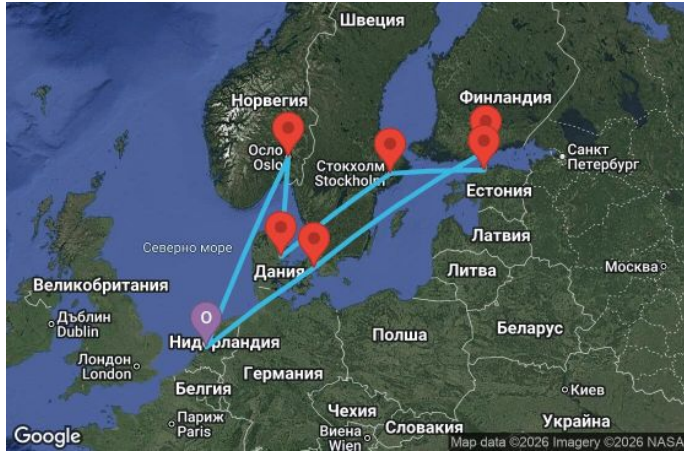 Швеция
Норвегия
Финландия
Осло
Oslo
Стокхолм
Stockholm
Санкт
Петербург
Естония
Северно море
Латвия
Дания
Москва
Литва
Великобритания
O
Дъблин
Dublin
Нидерландия
Полша
Беларус
Лондон
London
Германия
Белгия
Киев
Чехия
Париж
Paris
Виена
Wien
Словакия
Украйна
Google
Map data ©2026 Imagery ©2026 NASA